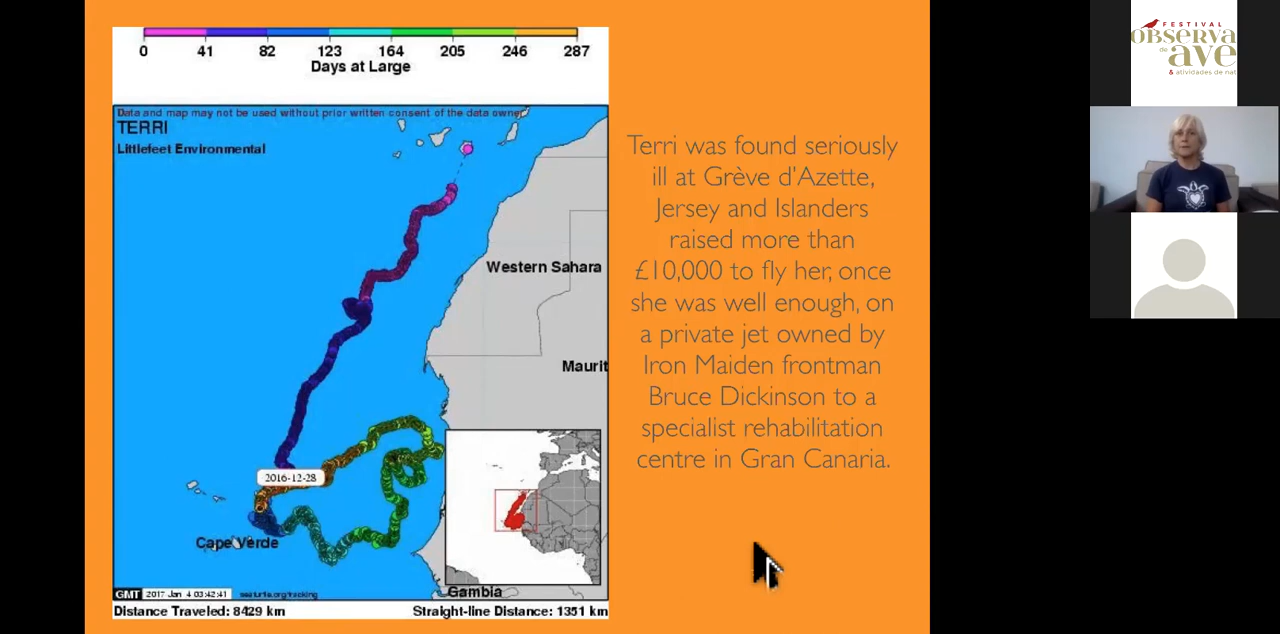 0 41 82 123 164 205 246 287
Days at Large
Data and map may not be used without prior written consent of the data owner
TERRI
Littlefeet Environmental
Western Sahara
Maurit
2016-12-28
Cape Verde
Gambia
GMT 2017 Jan 4 03:42:41 seaturtle.org/tracking
Distance Traveled: 8429 km Straight-line Distance: 1351 km
Terri was found seriously
ill at Grève d'Azette,
Jersey and Islanders
raised more than
£10,000 to fly her, once
she was well enough, on
a private jet owned by
Iron Maiden frontman
Bruce Dickinson to a
specialist rehabilitation
centre in Gran Canaria.
FESTIVAL
OBSERVA
de
ave
& atividades de nat